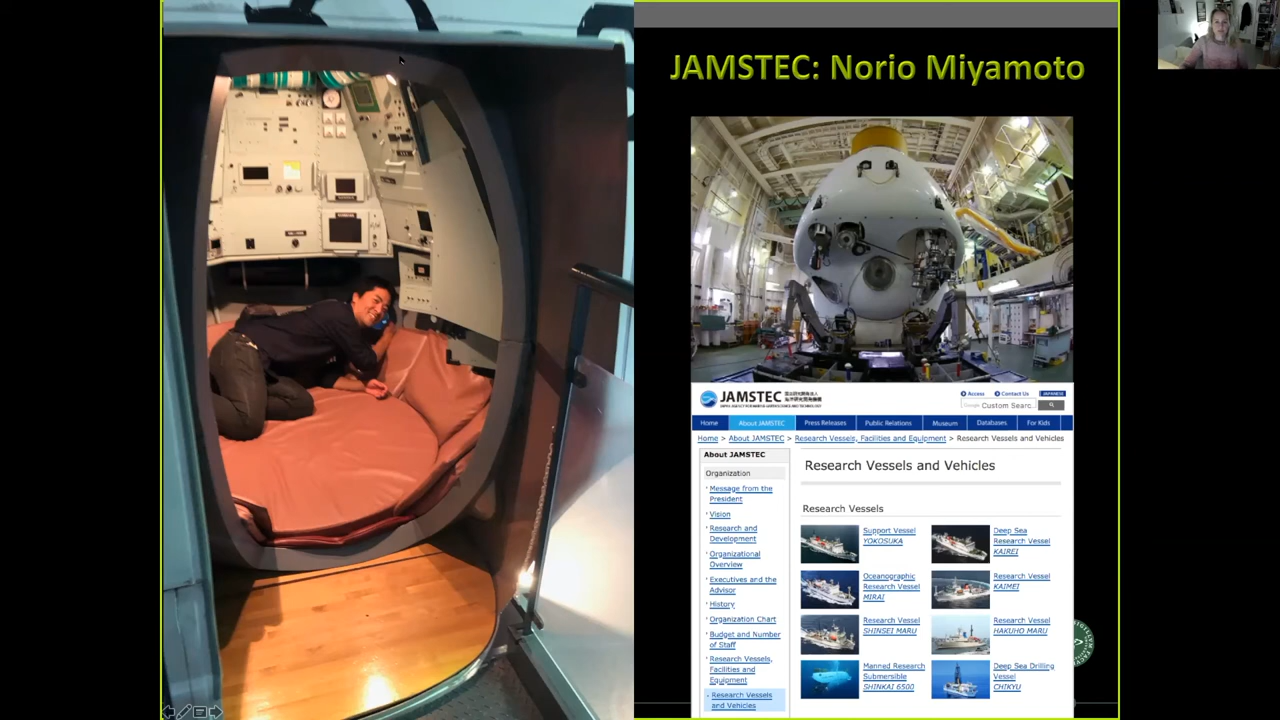 JAMSTEC: Norio Miyamoto
JAMSTEC
Access
Contact Us
JAPANESE
Google Custom Searc..
Home
About JAMSTEC
Press Releases
Public Relations
Museum
Databases
For Kids
Home > About JAMSTEC > Research Vessels, Facilities and Equipment > Research Vessels and Vehicles
About JAMSTEC
Organization
Message from the
President
Vision
Research and
Development
Organizational
Overview
Executives and the
Advisor
History
Organization Chart
Budget and Number
of Staff
Research Vessels,
Facilities and
Equipment
Research Vessels
and Vehicles
Research Vessels and Vehicles
Research Vessels
Support Vessel
YOKOSUKA
Deep Sea
Research Vessel
KAIREI
Oceanographic
Research Vessel
MIRAI
Research Vessel
KAIMEI
Research Vessel
SHINSEI MARU
Research Vessel
HAKUHO MARU
Manned Research
Submersible
SHINKAI 6500
Deep Sea Drilling
Vessel
CHIKYU